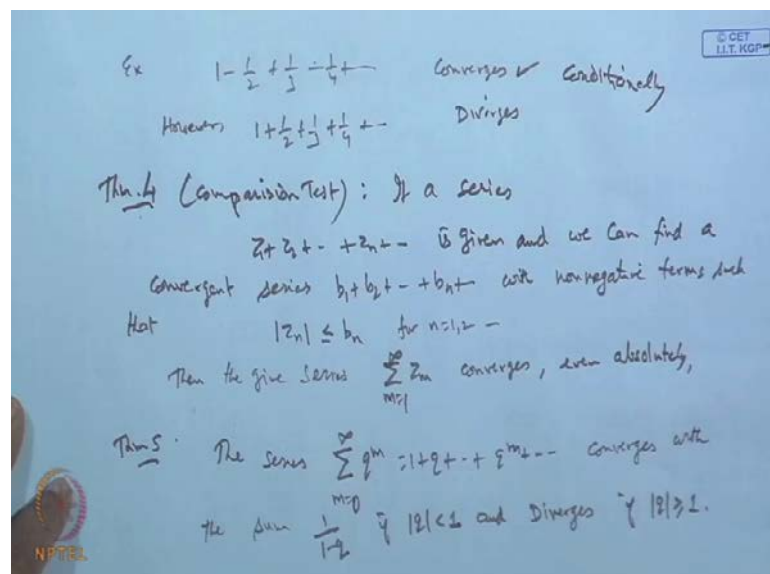 © CET
I.I.T. KGP
Ex 1 - 1/2 + 1/3 - 1/4 + - Converges ✓ Conditionally
However 1 + 1/2 + 1/3 + 1/4 + - - Diverges
Thm.4 (Comparision Test): If a series
z1 + z2 + - + zn + - is given and we can find a
convergent series b1 + b2 + - + bn + with nonnegative terms such
that |zn| ≤ bn for n=1,2 -
Then the give series ∑_{m=1}^{∞} zm converges, even absolutely,
Thm 5. The series ∑_{m=0}^{∞} q^m = 1 + q + - + q^m + - - converges with
the sum 1/(1-q) if |q| < 1 and Diverges if |q| ≥ 1.
NPTEL